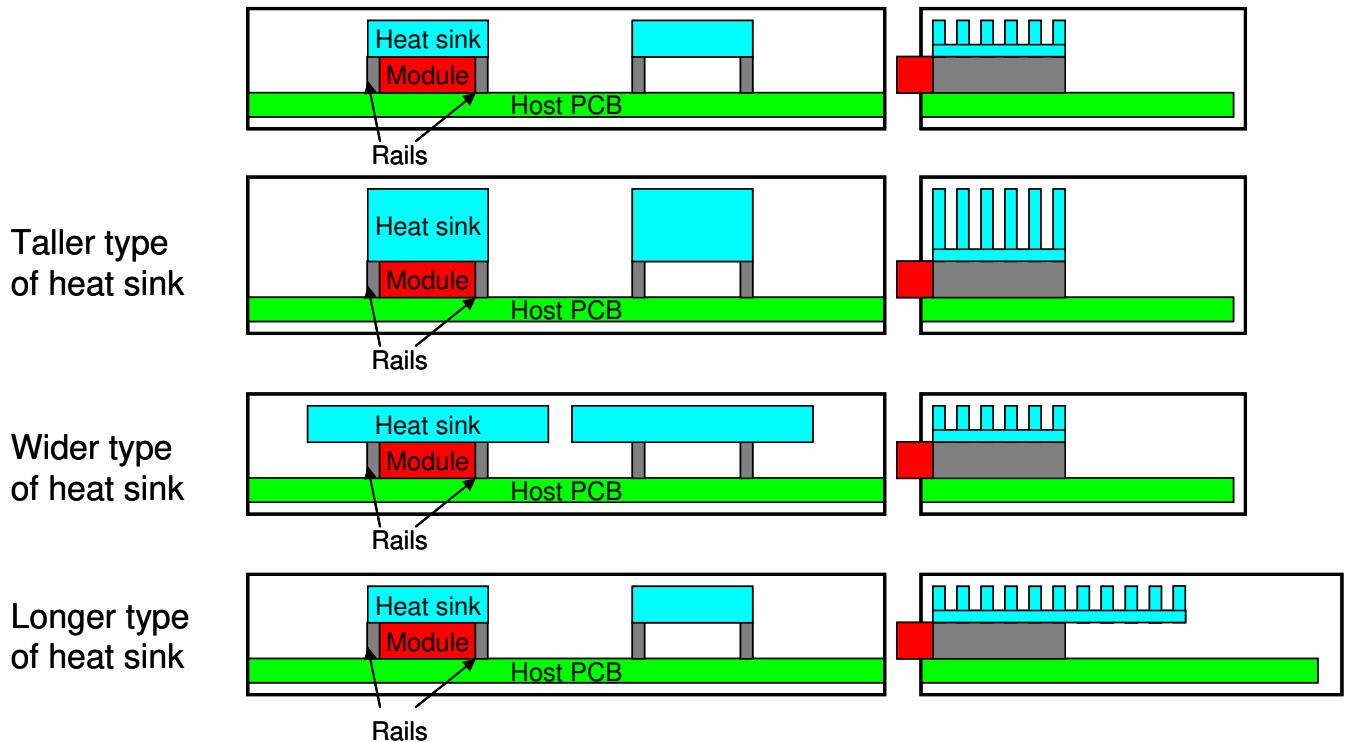 Heat sink
Module
Host PCB
Rails
Taller type
of heat sink
Heat sink
Module
Host PCB
Rails
Wider type
of heat sink
Heat sink
Module
Host PCB
Rails
Longer type
of heat sink
Heat sink
Module
Host PCB
Rails